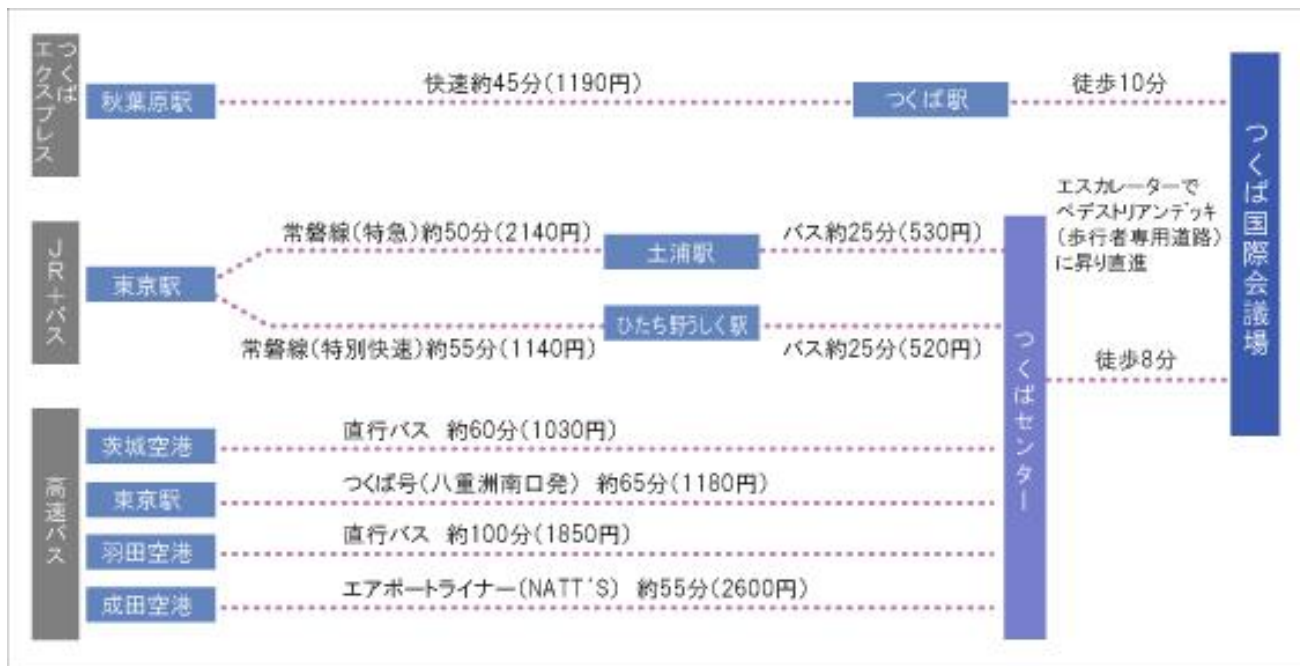 つくば
エクスプレス
秋葉原駅
快速約45分(1190円)
つくば駅
徒歩10分
つくば国際会議場
JR+バス
東京駅
常磐線(特急)約50分(2140円)
土浦駅
バス約25分(530円)
常磐線(特別快速)約55分(1140円)
ひたち野うしく駅
バス約25分(520円)
つくばセンター
エスカレーターで
ペデストリアンデッキ
(歩行者専用道路)
に昇り直進
徒歩8分
高速バス
茨城空港
直行バス 約60分(1030円)
東京駅
つくば号(八重洲南口発) 約65分(1180円)
羽田空港
直行バス 約100分(1850円)
成田空港
エアポートライナー(NATT'S) 約55分(2600円)